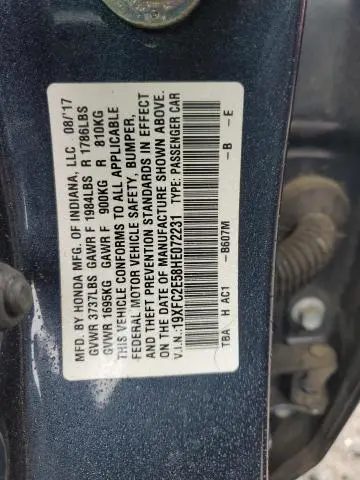 MFD. BY HONDA MFG. OF INDIANA, LLC 08/'17
GVWR 3737LBS GAWR F 1984LBS R 1786LBS
GVWR 1695KG GAWR F 900KG R 810KG
THIS VEHICLE CONFORMS TO ALL APPLICABLE
FEDERAL MOTOR VEHICLE SAFETY, BUMPER,
AND THEFT PREVENTION STANDARDS IN EFFECT
ON THE DATE OF MANUFACTURE SHOWN ABOVE.
V.I.N.:19XFC2E58HE072231 TYPE: PASSENGER CAR
TBA H AC1 -B607M -B -E